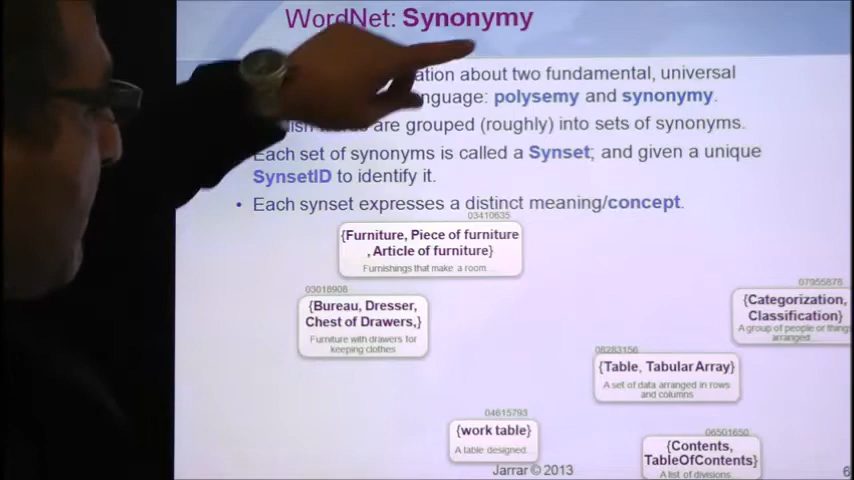 WordNet: Synonymy
ation about two fundamental, universal
nguage: polysemy and synonymy.
are grouped (roughly) into sets of synonyms.
Each set of synonyms is called a Synset; and given a unique
SynsetID to identify it.
• Each synset expresses a distinct meaning/concept.
03410635
{Furniture, Piece of furniture
, Article of furniture}
Furnishings that make a room...
03018908
{Bureau, Dresser,
Chest of Drawers,}
Furniture with drawers for
keeping clothes
07955878
{Categorization,
Classification}
A group of people or things
arranged...
08283156
{Table, TabularArray}
A set of data arranged in rows
and columns
04615793
{work table}
A table designed...
06501650
{Contents,
TableOfContents}
A list of divisions...
Jarrar © 2013
6